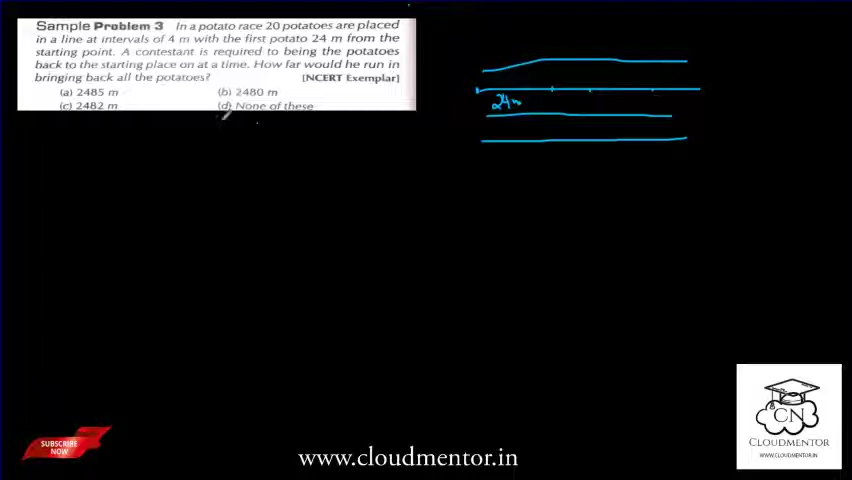 Sample Problem 3 In a potato race 20 potatoes are placed
in a line at intervals of 4 m with the first potato 24 m from the
starting point. A contestant is required to being the potatoes
back to the starting place on at a time. How far would he run in
bringing back all the potatoes? [NCERT Exemplar]
(a) 2485 m (b) 2480 m
(c) 2482 m (d) None of these
24m
CN
CLOUDMENTOR
WWW.CLOUDMENTOR.IN
SUBSCRIBE
NOW
www.cloudmentor.in